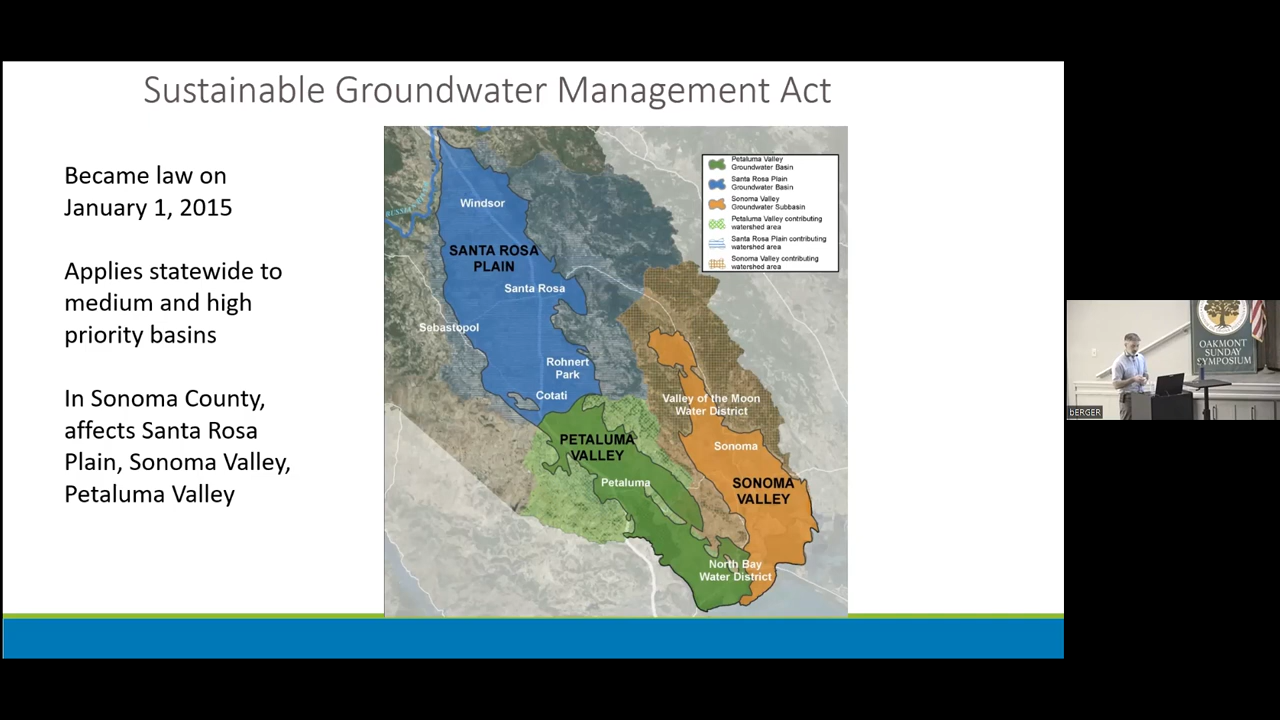 Sustainable Groundwater Management Act
Became law on
January 1, 2015
Applies statewide to
medium and high
priority basins
In Sonoma County,
affects Santa Rosa
Plain, Sonoma Valley,
Petaluma Valley
Petaluma Valley
Groundwater Basin
Santa Rosa Plain
Groundwater Basin
Sonoma Valley
Groundwater Subbasin
Petaluma Valley contributing
watershed area
Santa Rosa Plain contributing
watershed area
Sonoma Valley contributing
watershed area
Windsor
SANTA ROSA
PLAIN
Santa Rosa
Sebastopol
Rohnert
Park
Cotati
Valley of the Moon
Water District
PETALUMA
VALLEY
Sonoma
Petaluma
SONOMA
VALLEY
North Bay
Water District
OAKMONT
SUNDAY
SYMPOSIUM
bERGER